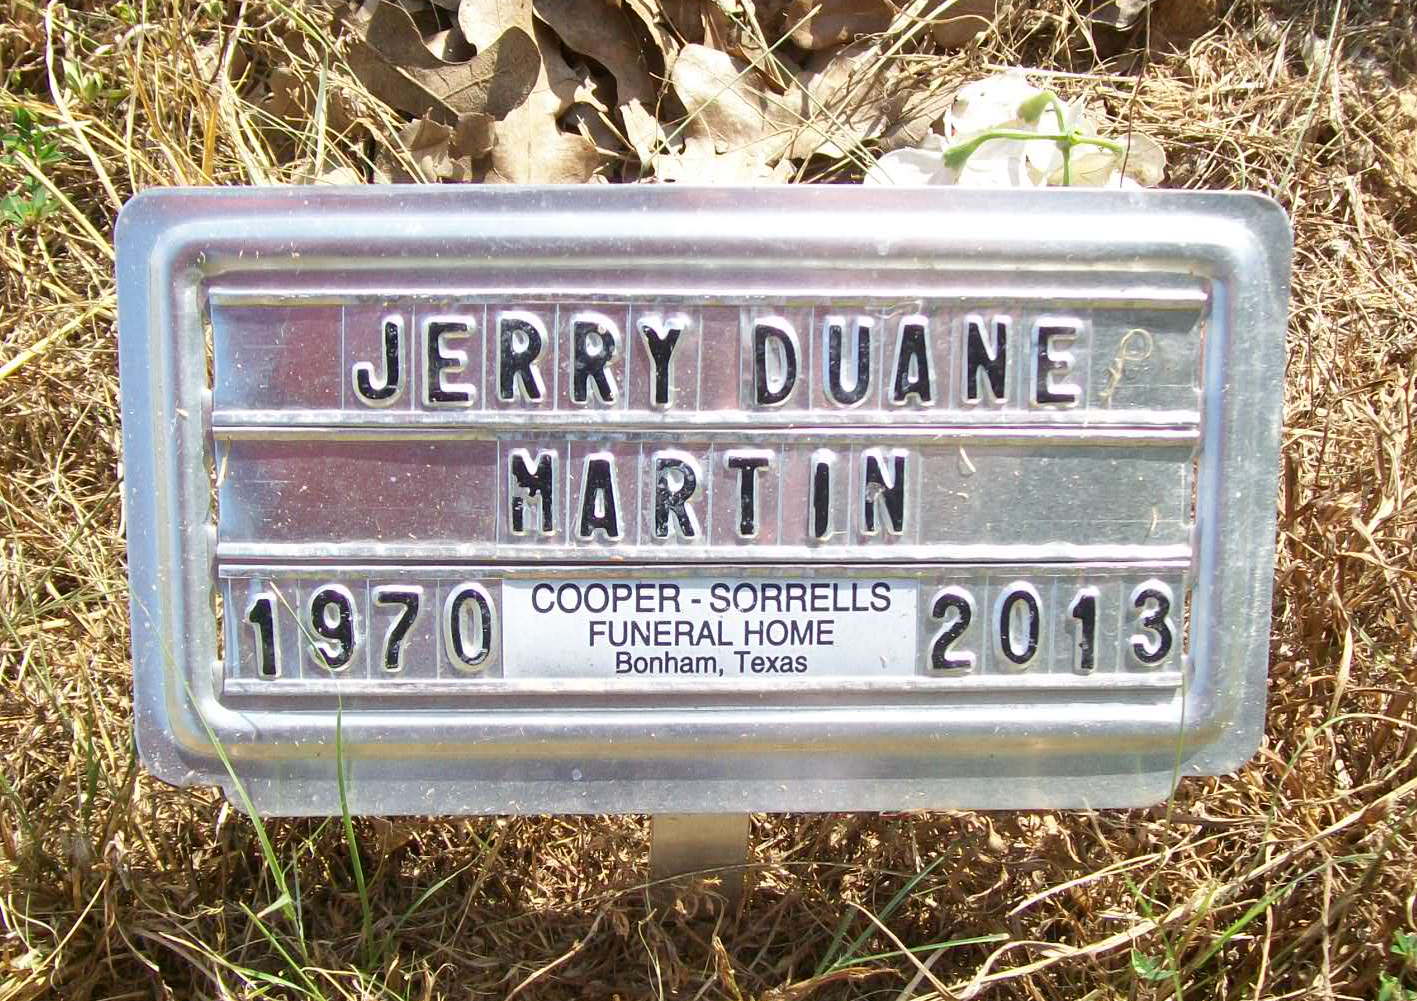 JERRY DUANE
MARTIN
1970 COOPER - SORRELLS 2013
FUNERAL HOME
Bonham, Texas